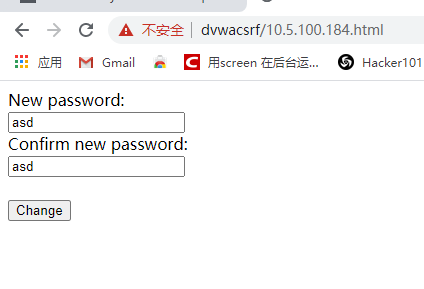 不安全 dvwacsrf/10.5.100.184.html
应用 Gmail 用screen 在后台运... Hacker101
New password:
asd
Confirm new password:
asd
Change